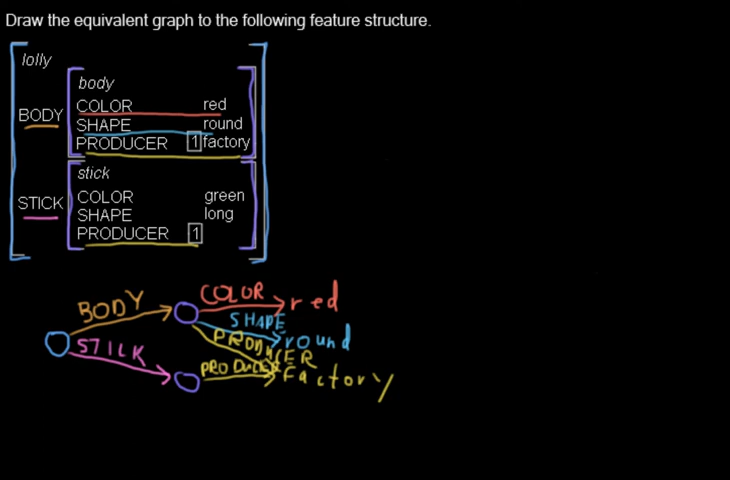 Draw the equivalent graph to the following feature structure.
lolly
body
COLOR red
BODY SHAPE round
PRODUCER 1 factory
stick
COLOR green
STICK SHAPE long
PRODUCER 1
BODY COLOR red
SHAPE round
PRODUCER
STICK PRODUCER factory